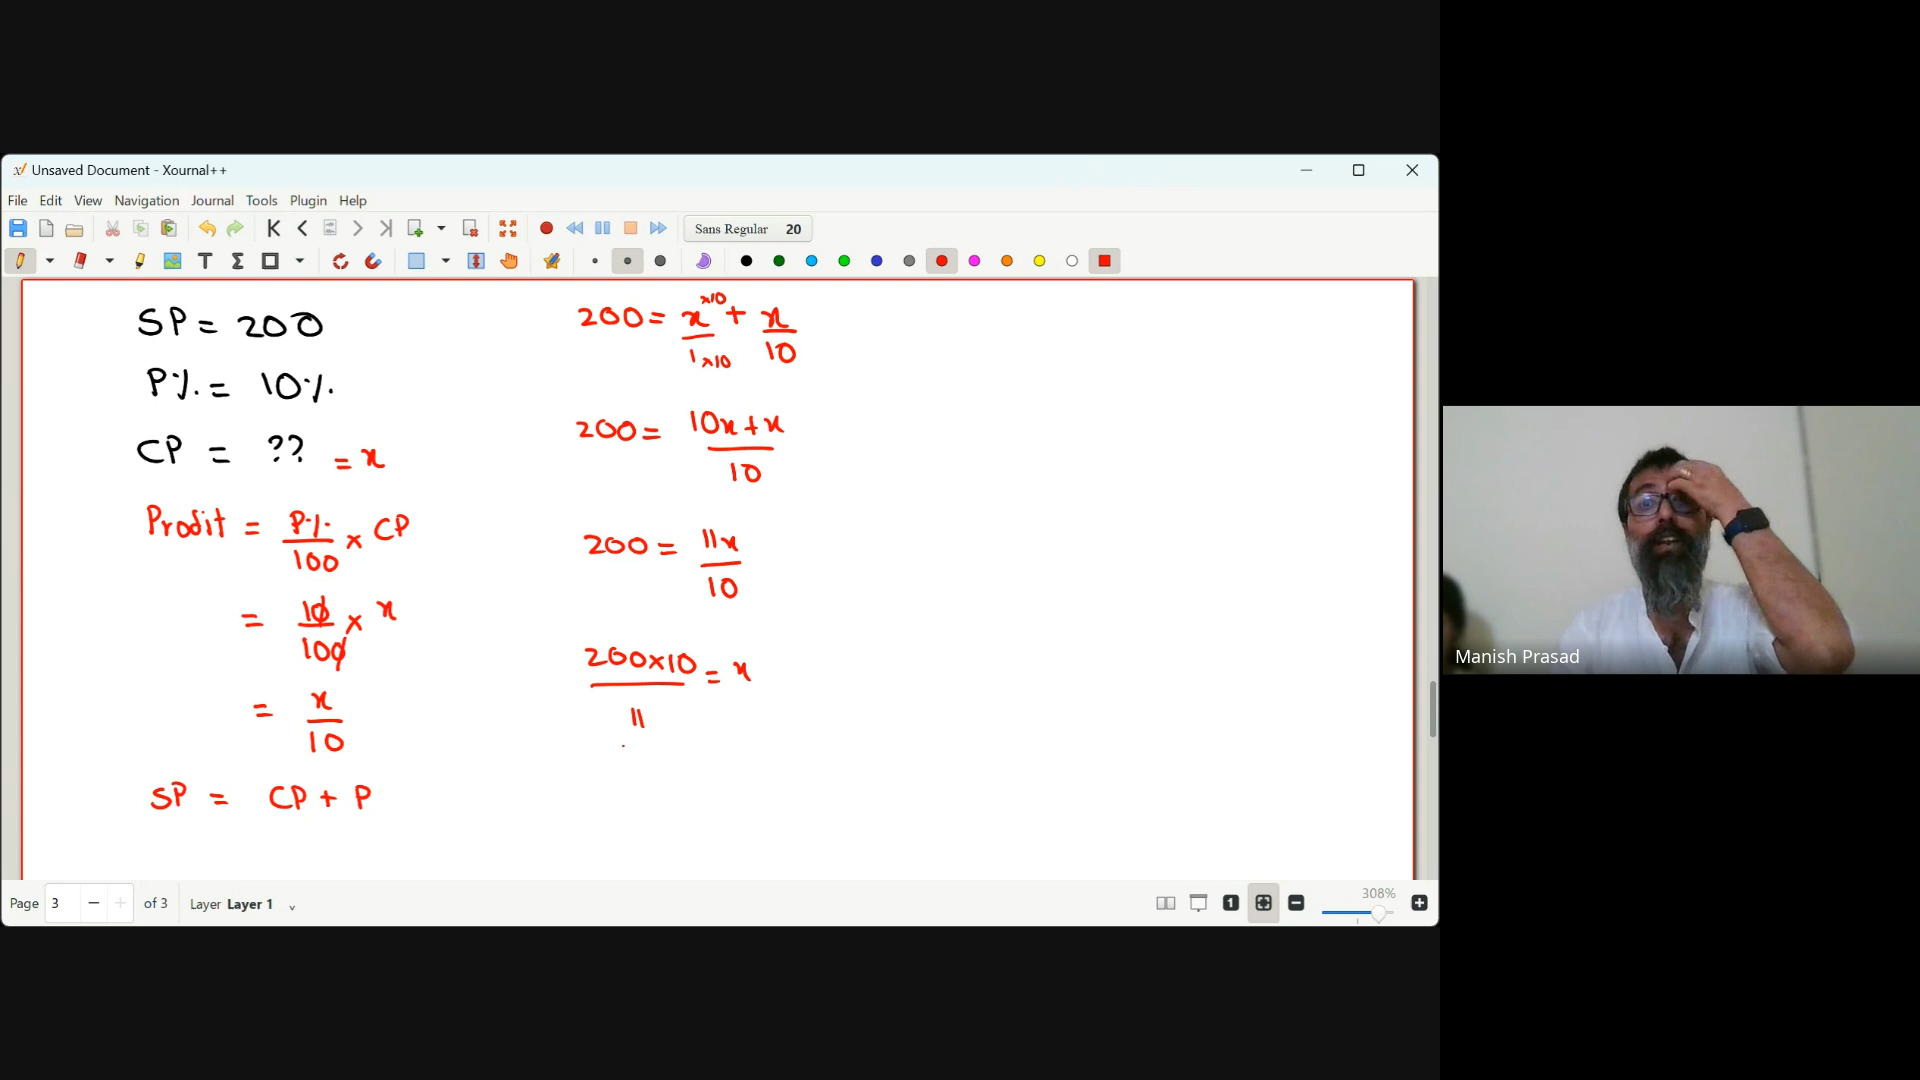 Unsaved Document - Xournal++
File Edit View Navigation Journal Tools Plugin Help
Sans Regular 20
SP = 200
P% = 10%
CP = ?? = x
Profit = P%/100 × CP
= 10/100 × x
= x/10
SP = CP + P
200 = x×10/1×10 + x/10
200 = 10x+x/10
200 = 11x/10
200×10/11 = x
Page 3 of 3 Layer Layer 1
308%
Manish Prasad